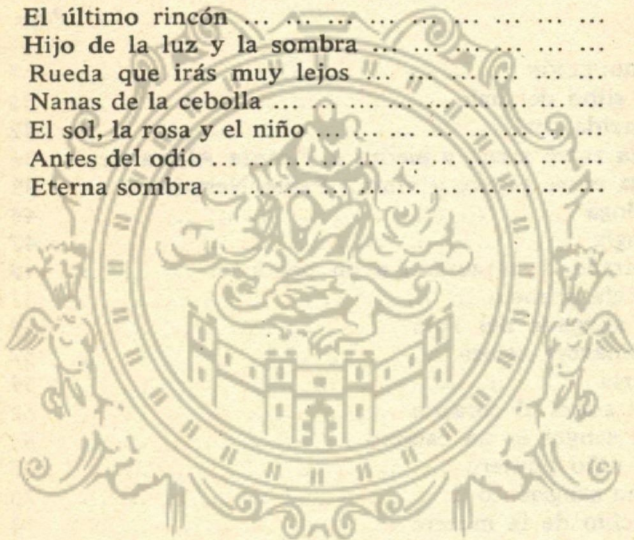 El último rincón ... ... ... ... ... ... ... ... ...
Hijo de la luz y la sombra ... ... ... ... ... ...
Rueda que irás muy lejos ... ... ... ... ... ...
Nanas de la cebolla ... ... ... ... ... ... ... ...
El sol, la rosa y el niño ... ... ... ... ... ... ...
Antes del odio ... ... ... ... ... ... ... ... ... ...
Eterna sombra ... ... ... ... ... ... ... ... ... ...